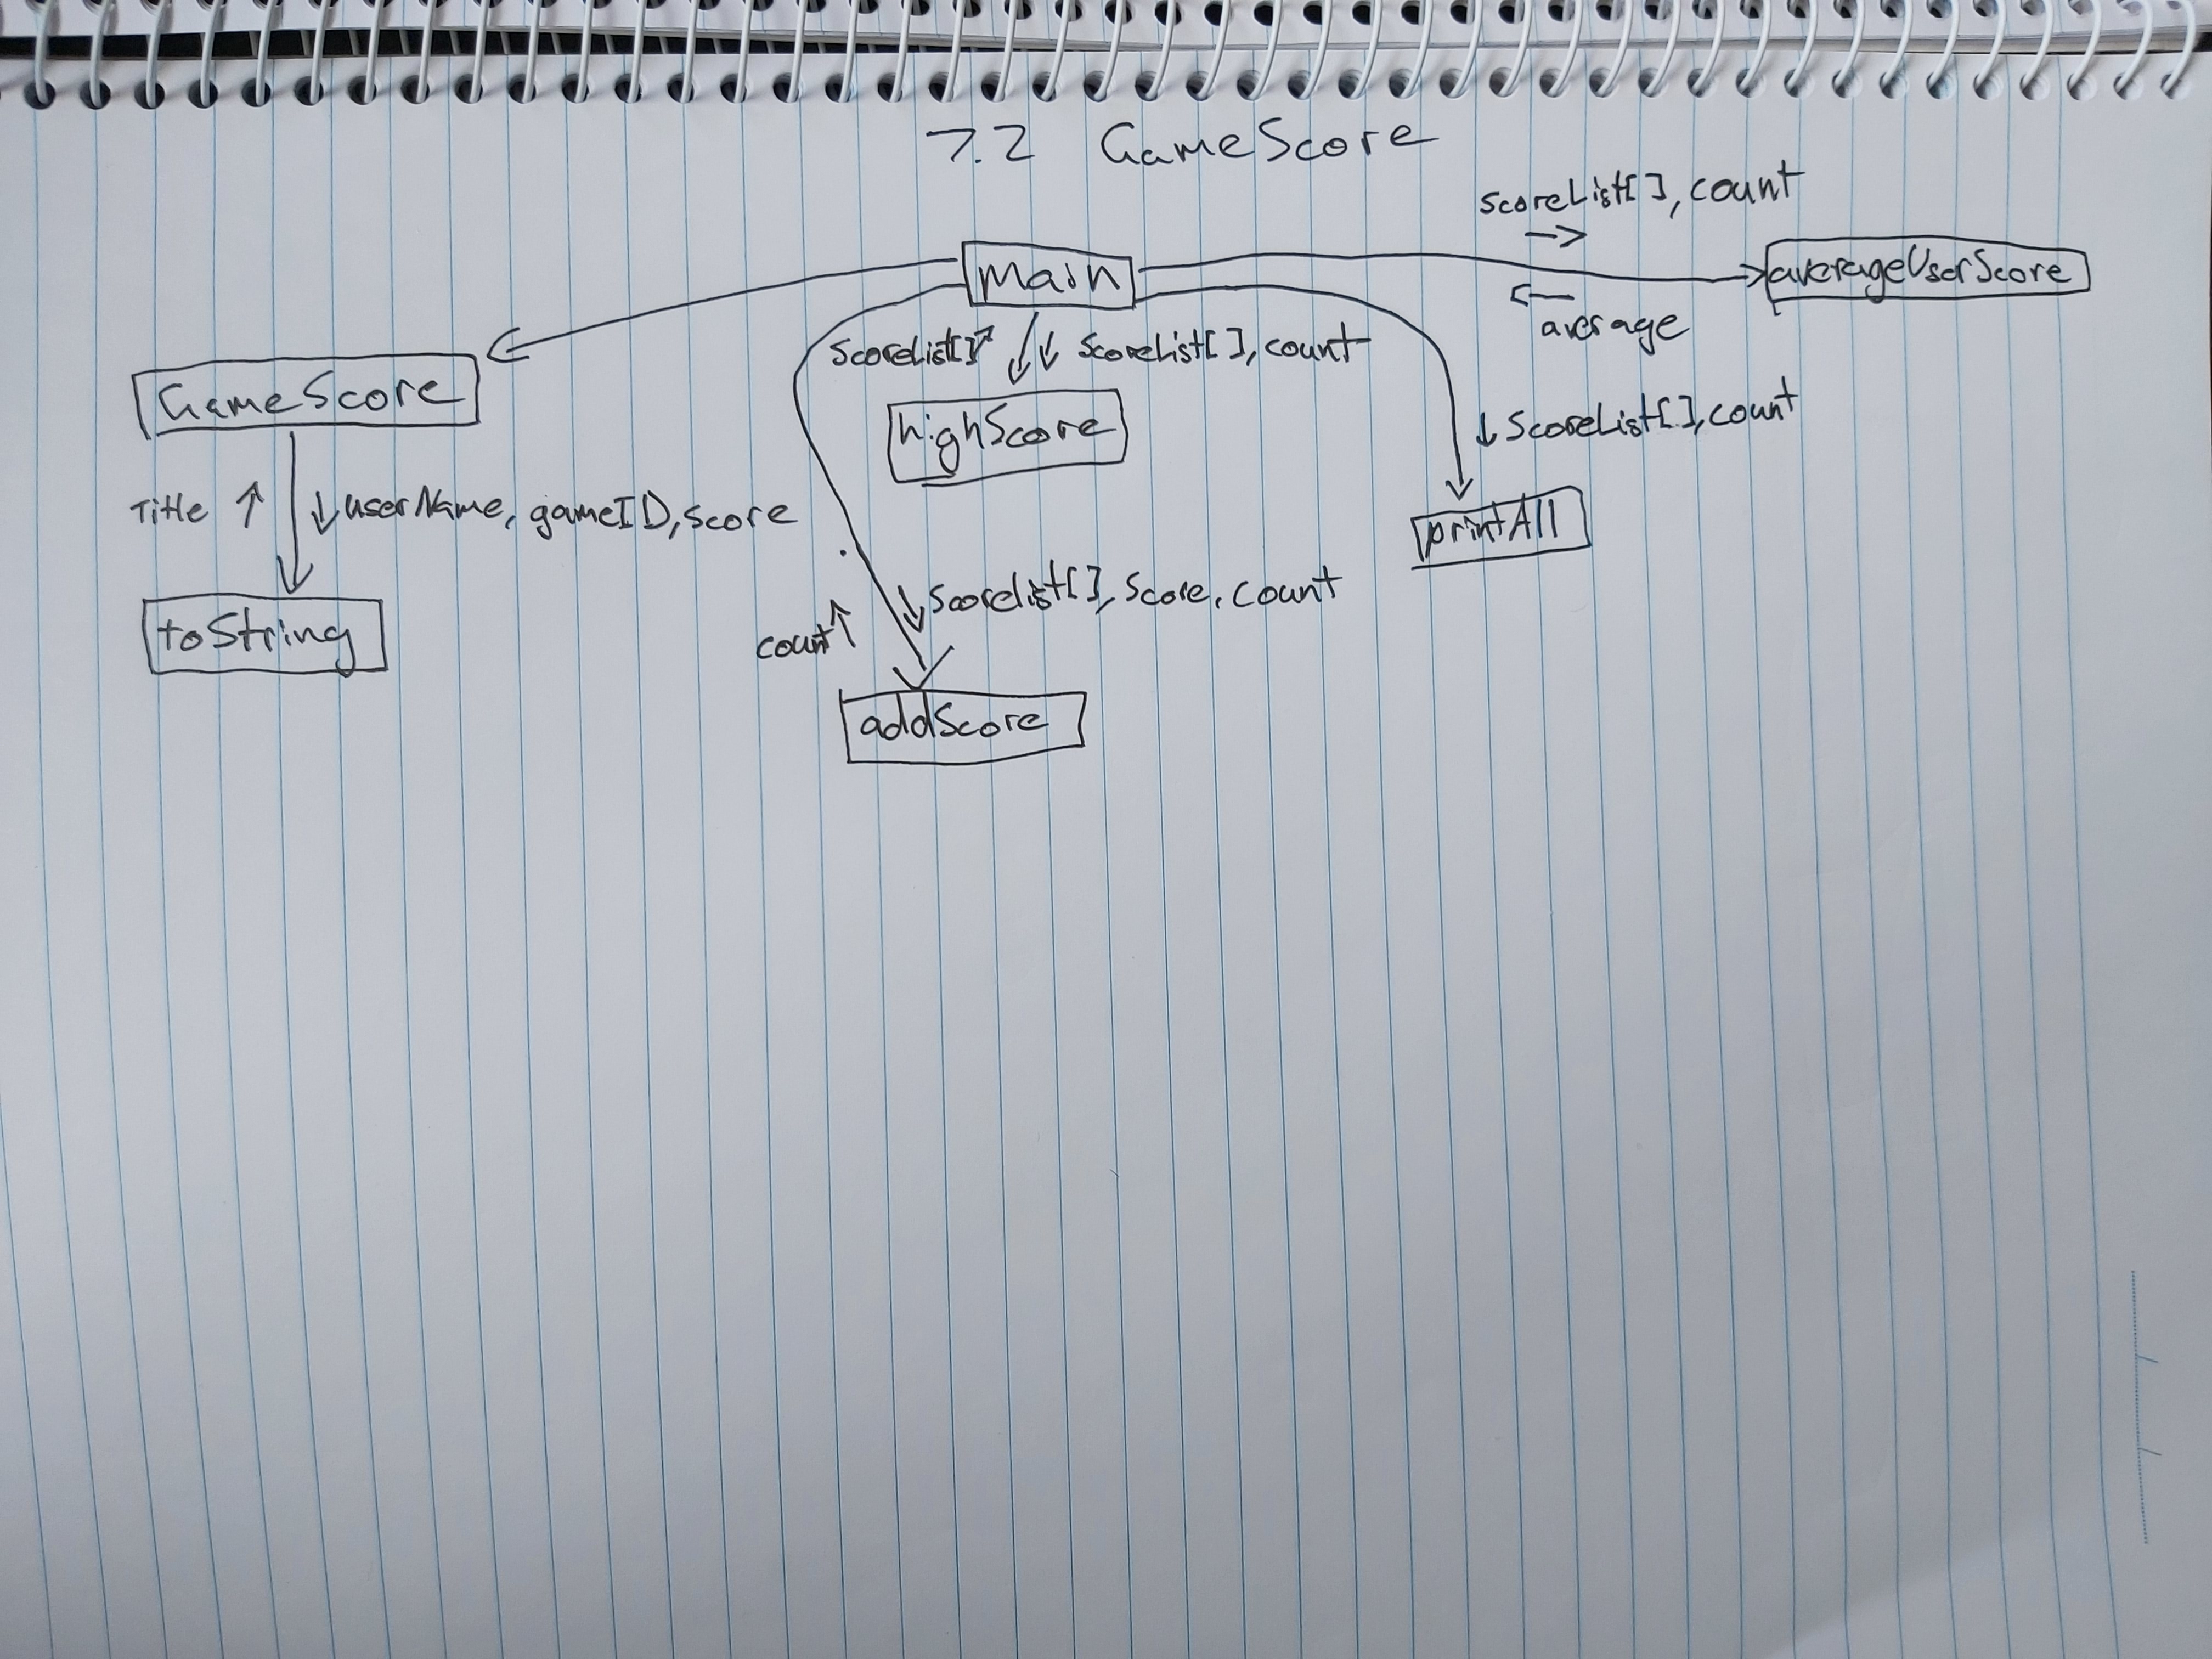 7.2 GameScore
scoreList[], count
main
averageUserScore
average
ScoreList[]
ScoreList[], count
GameScore
highScore
ScoreList[], count
Title
userName, gameID, score
printAll
Scorelist[], Score, count
count
toString
addScore